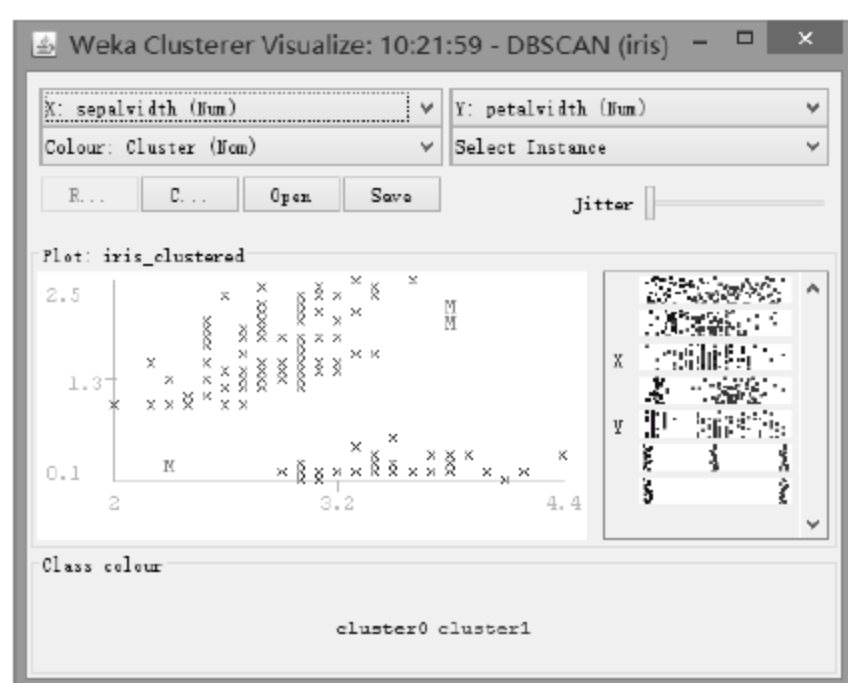 Weka Clusterer Visualize: 10:21:59 - DBSCAN (iris)
X: sepalwidth (Num) Y: petalwidth (Num)
Colour: Cluster (Nom) Select Instance
R... C... Open Save Jitter
Plot: iris_clustered
2.5
M
M
X
1.3
Y
0.1 M
2 3.2 4.4
Class colour
cluster0 cluster1